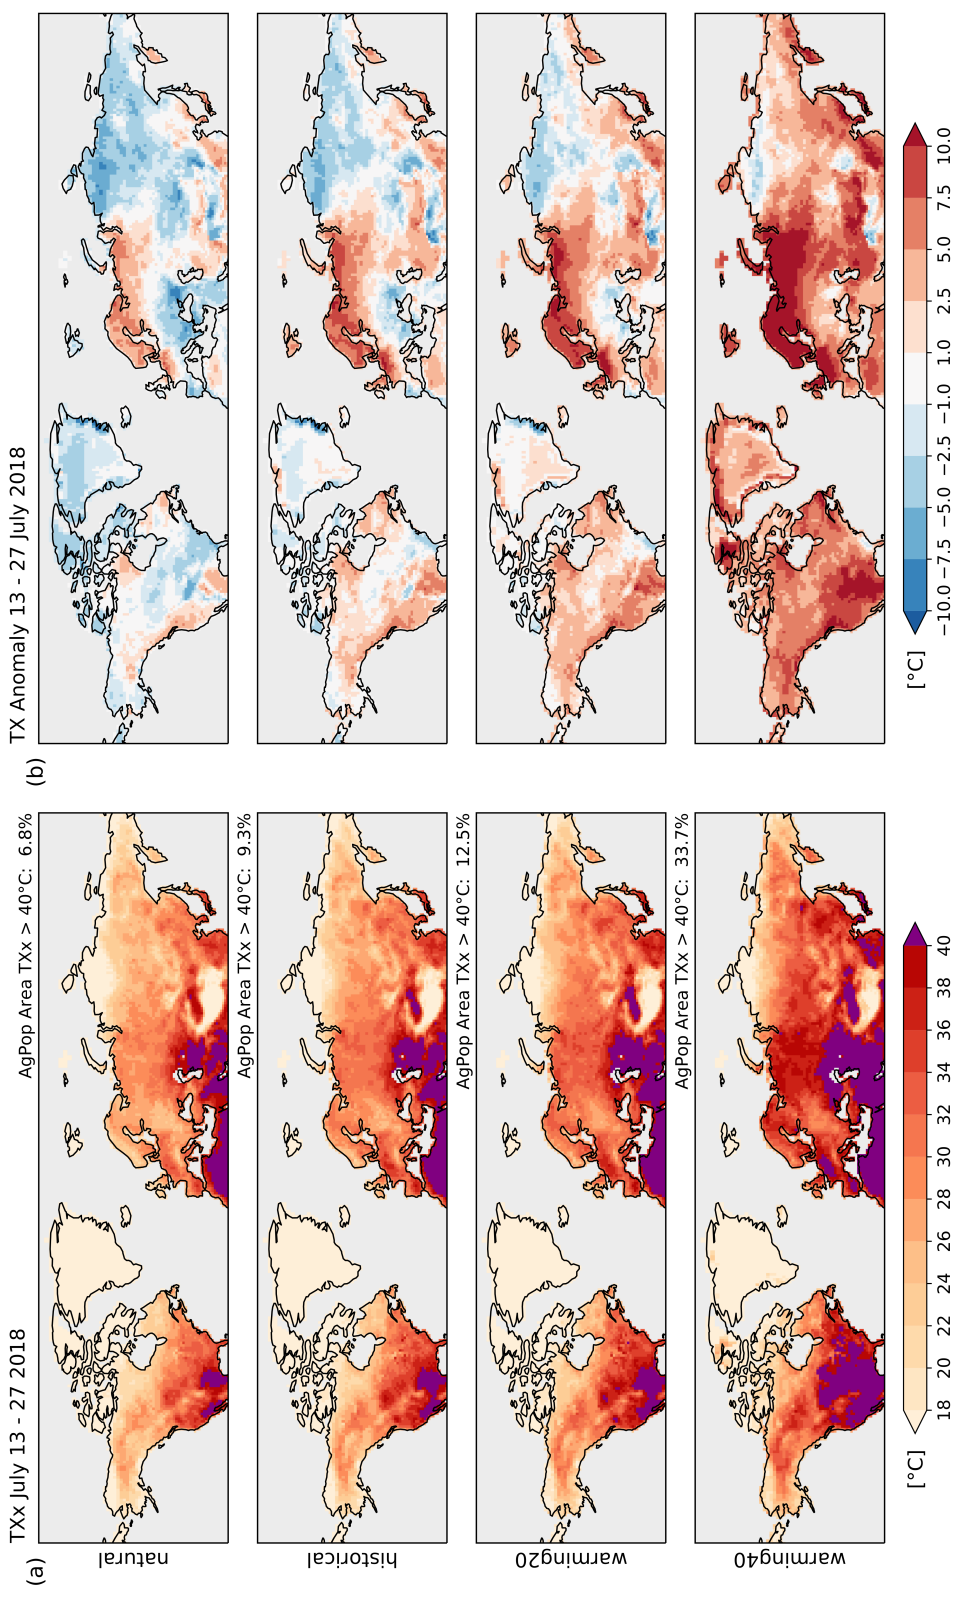 (a)
TXx July 13 - 27 2018
AgPop Area TXx > 40°C: 6.8%
natural
AgPop Area TXx > 40°C: 9.3%
historical
AgPop Area TXx > 40°C: 12.5%
warming20
AgPop Area TXx > 40°C: 33.7%
warming40
[°C]
18 20 22 24 26 28 30 32 34 36 38 40
(b)
TX Anomaly 13 - 27 July 2018
[°C]
−10.0 −7.5 −5.0 −2.5 −1.0 1.0 2.5 5.0 7.5 10.0